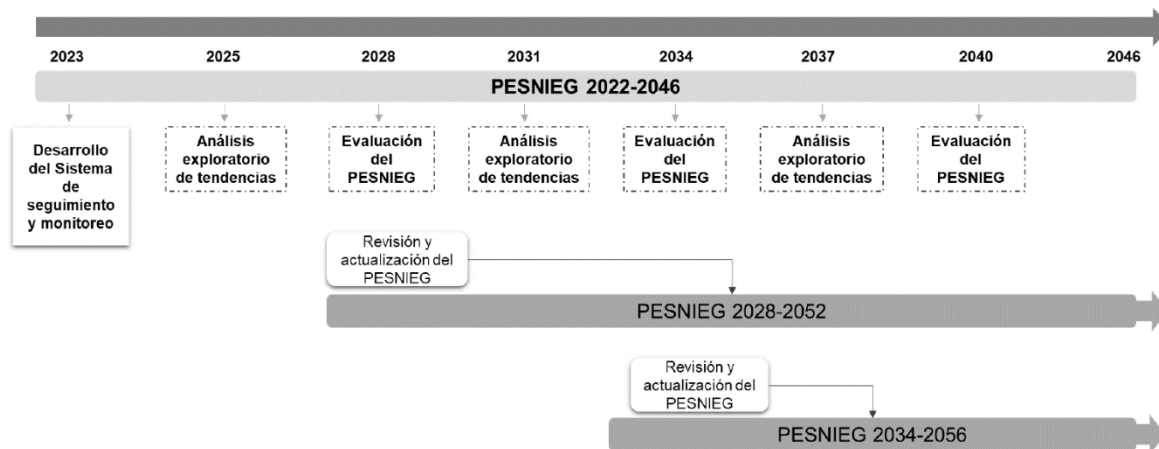 2023 2025 2028 2031 2034 2037 2040 2046
PESNIEG 2022-2046
Desarrollo
del Sistema
de
seguimiento
y monitoreo
Análisis
exploratorio
de tendencias
Evaluación
del
PESNIEG
Análisis
exploratorio
de tendencias
Evaluación
del
PESNIEG
Análisis
exploratorio
de tendencias
Evaluación
del
PESNIEG
Revisión y
actualización del
PESNIEG
PESNIEG 2028-2052
Revisión y
actualización del
PESNIEG
PESNIEG 2034-2056